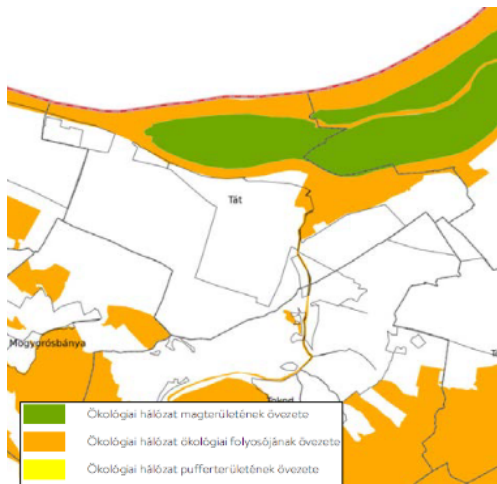 Tát
Mogyorósbánya
Tokod
Ökológiai hálózat magterületének övezete
Ökológiai hálózat ökológiai folyosójának övezete
Ökológiai hálózat pufferterületének övezete